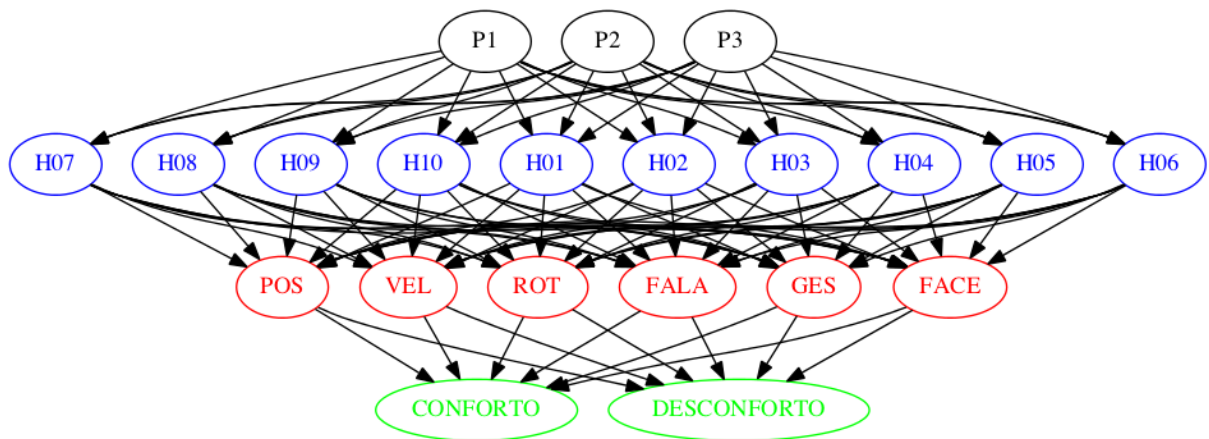 P1 P2 P3
H07 H08 H09 H10 H01 H02 H03 H04 H05 H06
POS VEL ROT FALA GES FACE
CONFORTO DESCONFORTO